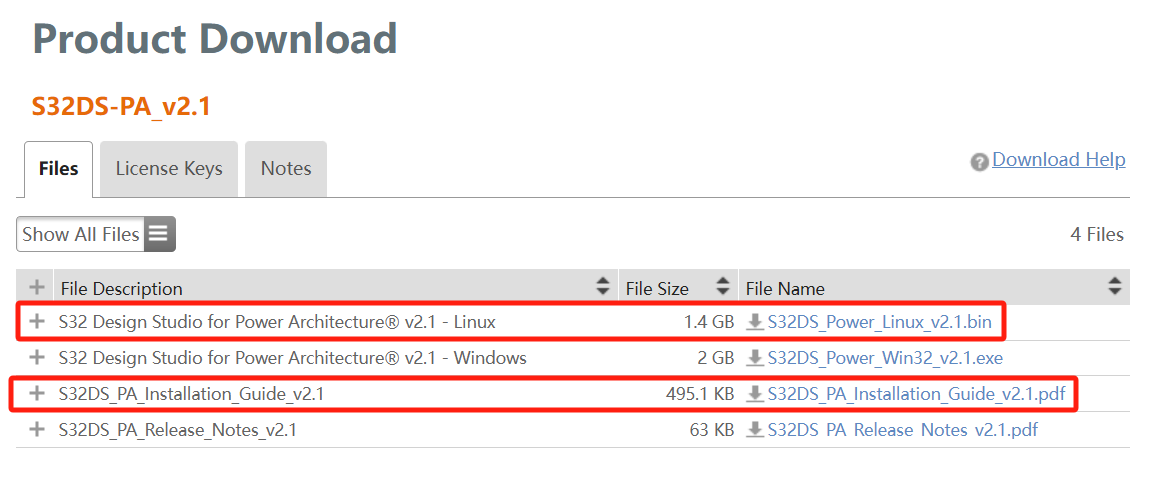 Product Download
S32DS-PA_v2.1
Files License Keys Notes
? Download Help
Show All Files
4 Files
File Description File Size File Name
S32 Design Studio for Power Architecture® v2.1 - Linux 1.4 GB S32DS_Power_Linux_v2.1.bin
S32 Design Studio for Power Architecture® v2.1 - Windows 2 GB S32DS_Power_Win32_v2.1.exe
S32DS_PA_Installation_Guide_v2.1 495.1 KB S32DS_PA_Installation_Guide_v2.1.pdf
S32DS_PA_Release_Notes_v2.1 63 KB S32DS_PA_Release_Notes_v2.1.pdf